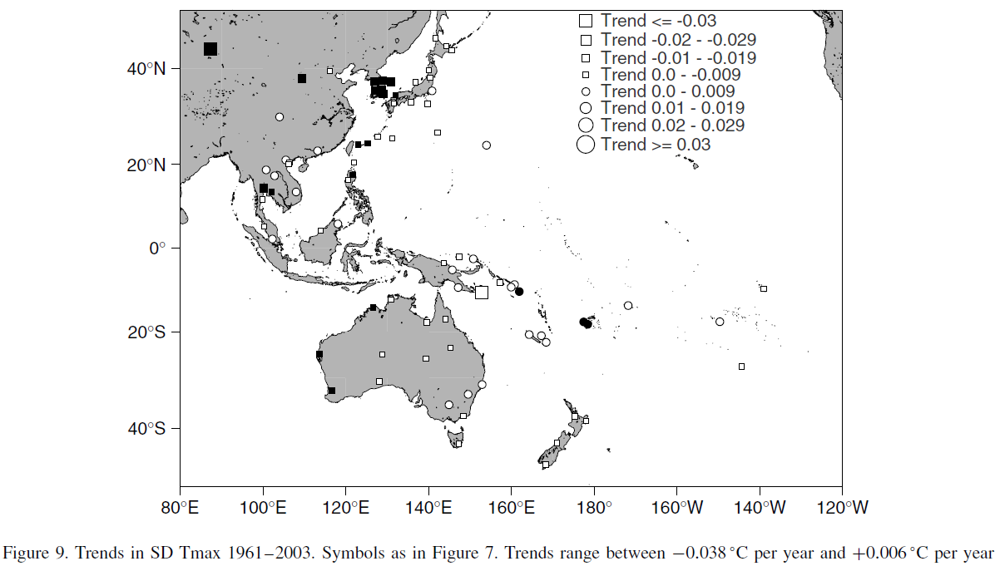 Trend <= -0.03
Trend -0.02 - -0.029
Trend -0.01 - -0.019
Trend 0.0 - -0.009
Trend 0.0 - 0.009
Trend 0.01 - 0.019
Trend 0.02 - 0.029
Trend >= 0.03
40°N
20°N
0°
20°S
40°S
80°E 100°E 120°E 140°E 160°E 180° 160°W 140°W 120°W
Figure 9. Trends in SD Tmax 1961–2003. Symbols as in Figure 7. Trends range between −0.038 °C per year and +0.006 °C per year